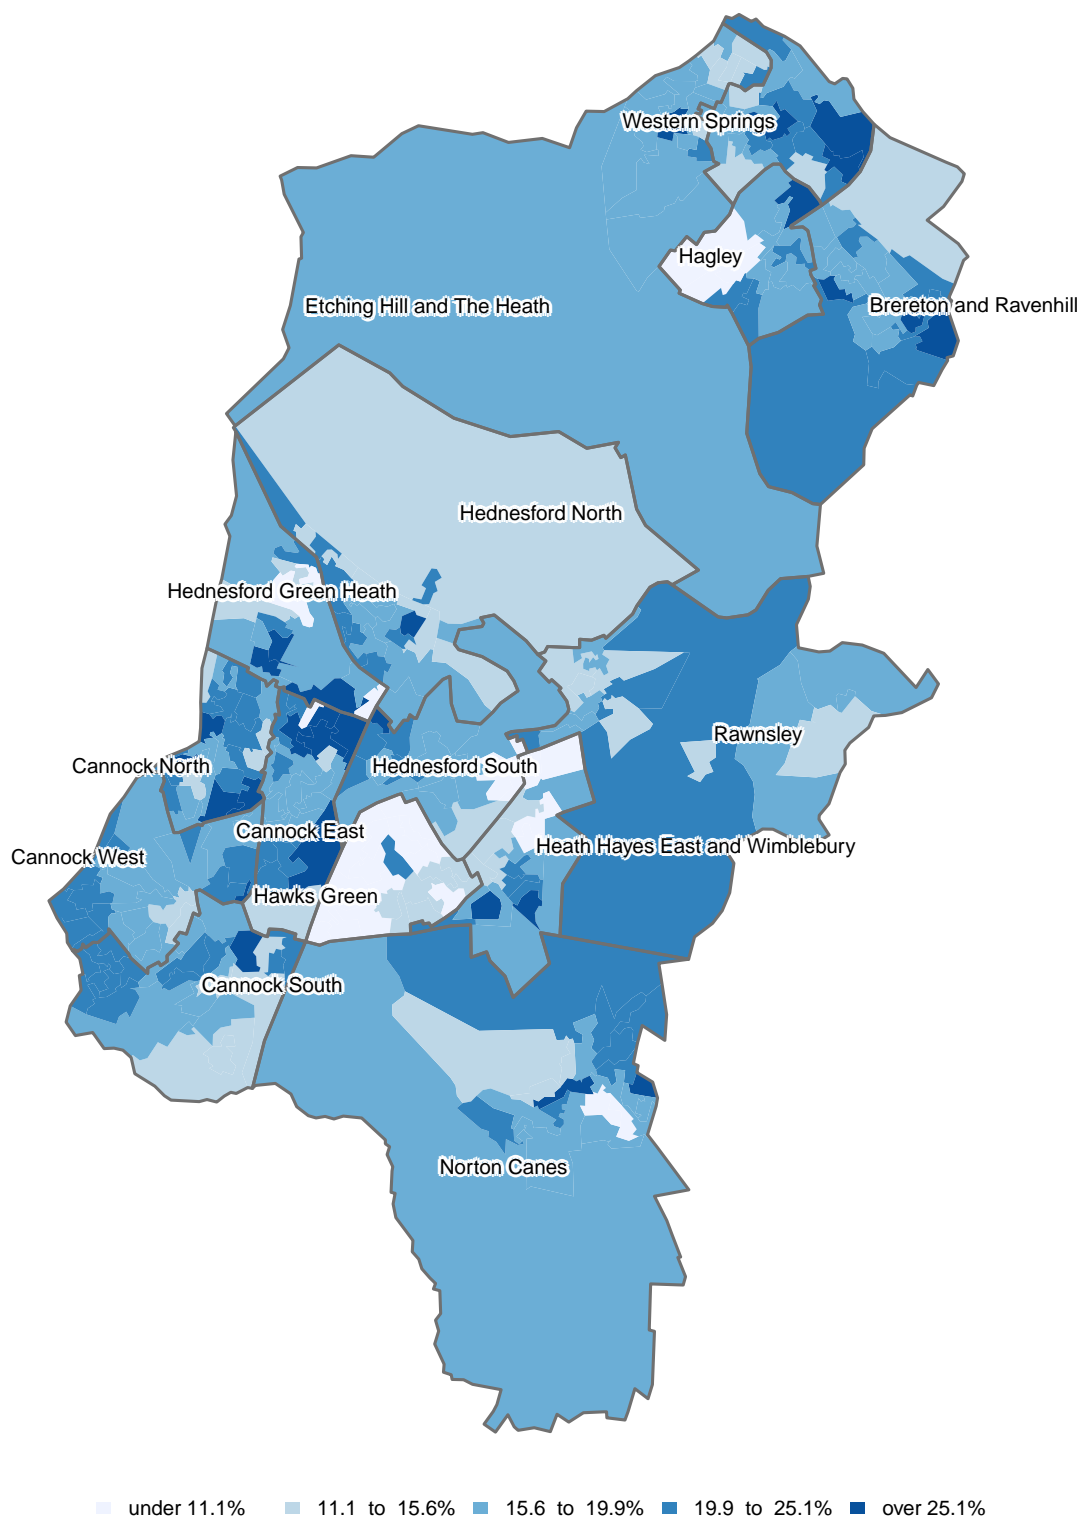 Western Springs
Hagley
Etching Hill and The Heath
Brereton and Ravenhill
Hednesford North
Hednesford Green Heath
Rawnsley
Cannock North
Hednesford South
Cannock East
Heath Hayes East and Wimblebury
Cannock West
Hawks Green
Cannock South
Norton Canes
under 11.1% 11.1 to 15.6% 15.6 to 19.9% 19.9 to 25.1% over 25.1%